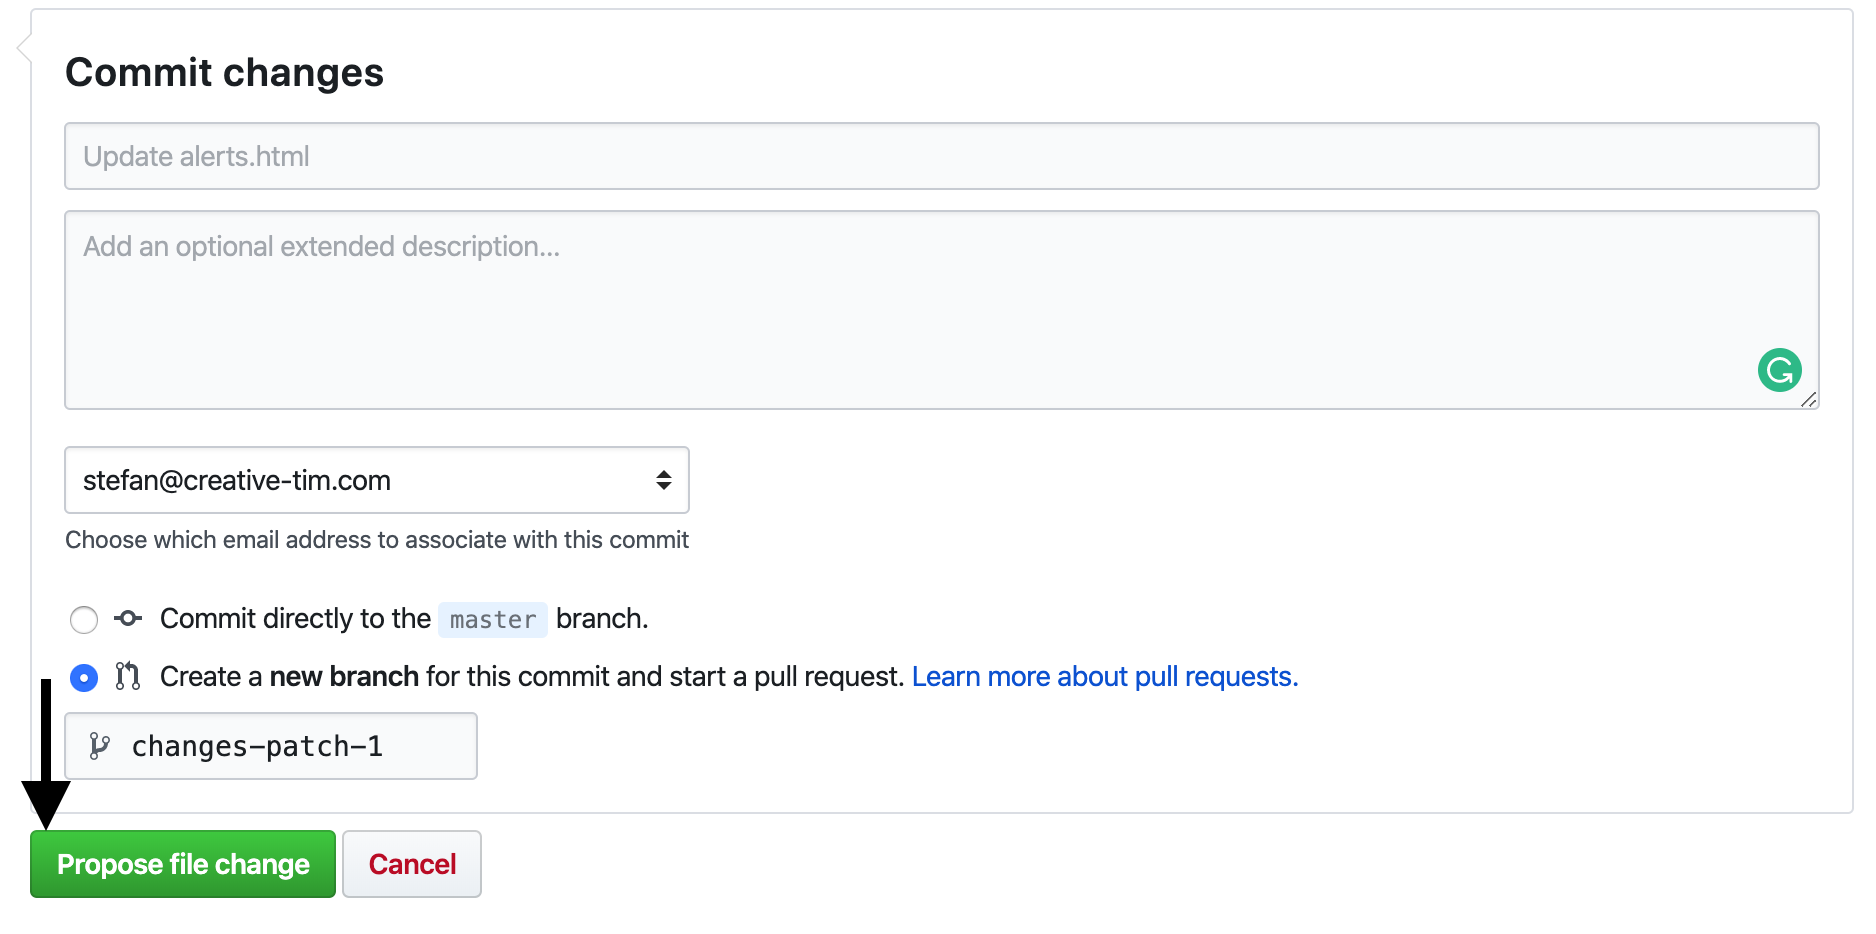 Commit changes
Update alerts.html
Add an optional extended description...
stefan@creative-tim.com
Choose which email address to associate with this commit
Commit directly to the master branch.
Create a new branch for this commit and start a pull request. Learn more about pull requests.
changes-patch-1
Propose file change Cancel